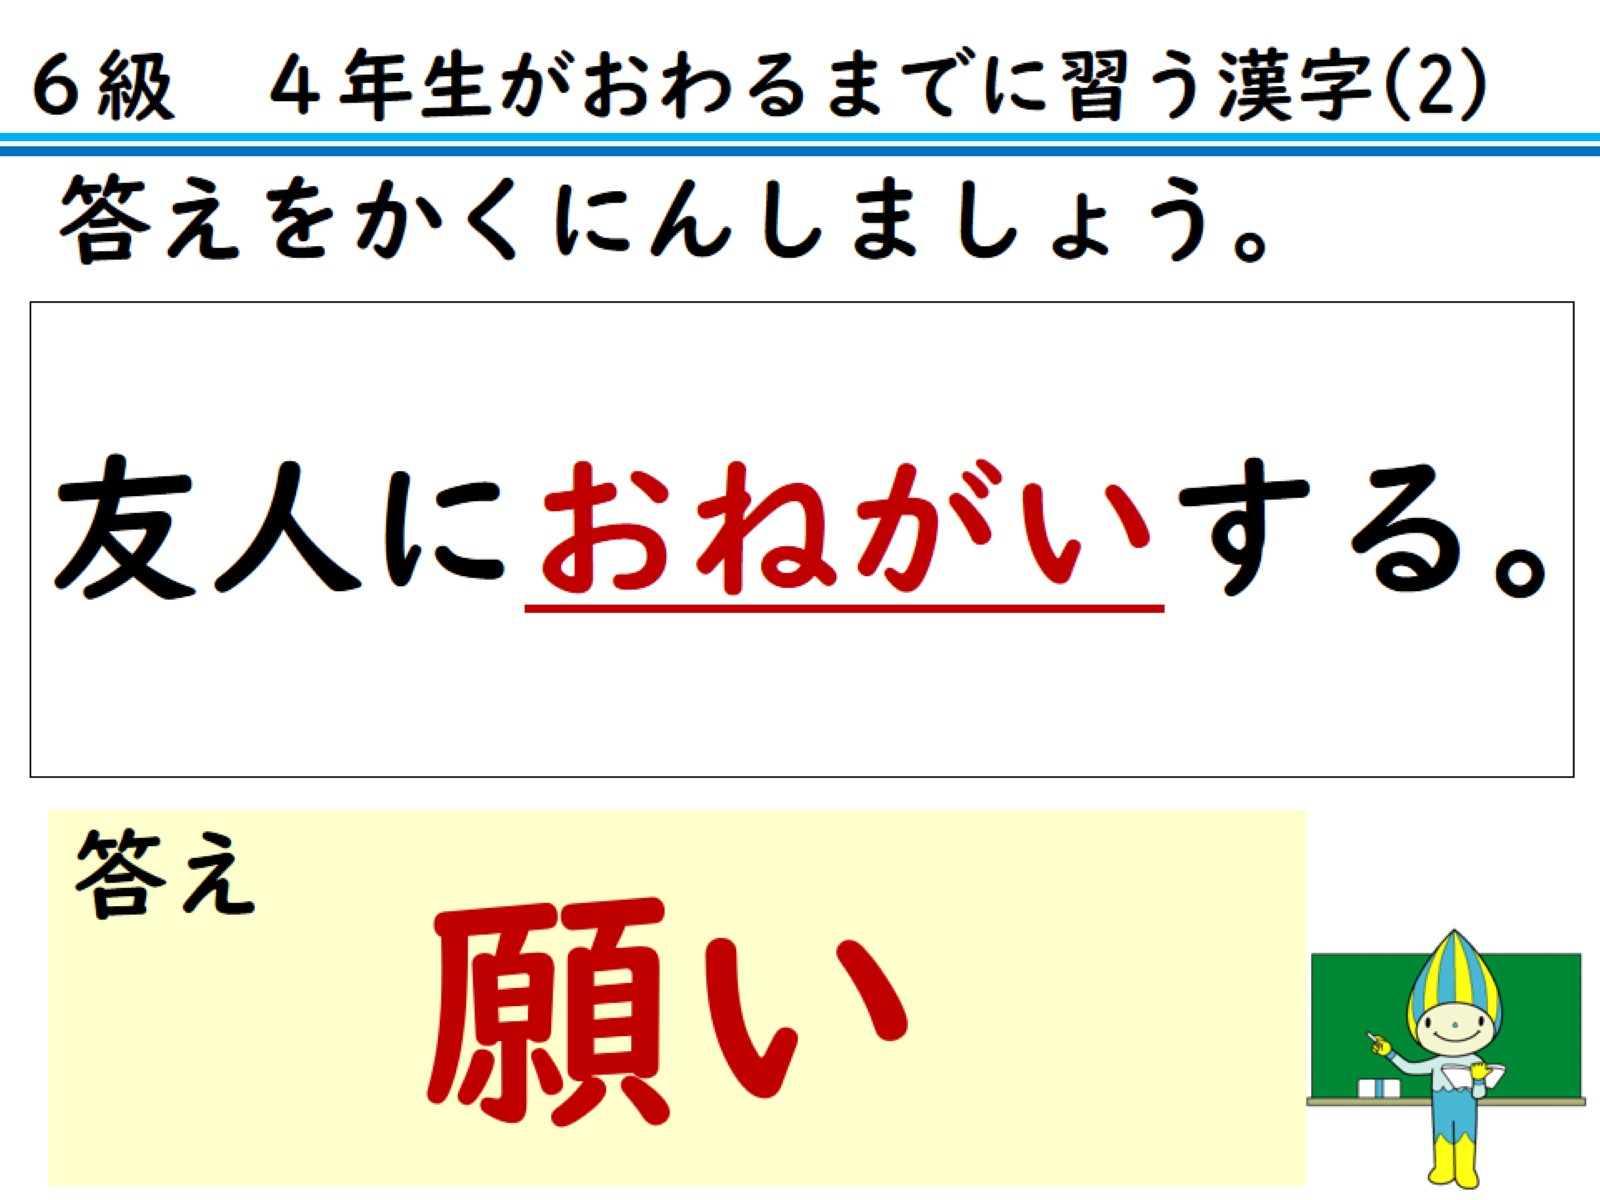 ６級　４年生がおわるまでに習う漢字(2)
答えをかくにんしましょう。
友人におねがいする。
答え
願い